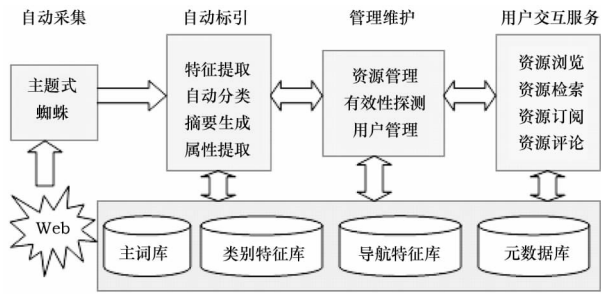 自动采集
自动标引
管理维护
用户交互服务
主题式
蜘蛛
特征提取
自动分类
摘要生成
属性提取
资源管理
有效性探测
用户管理
资源浏览
资源检索
资源订阅
资源评论
Web
主词库
类别特征库
导航特征库
元数据库